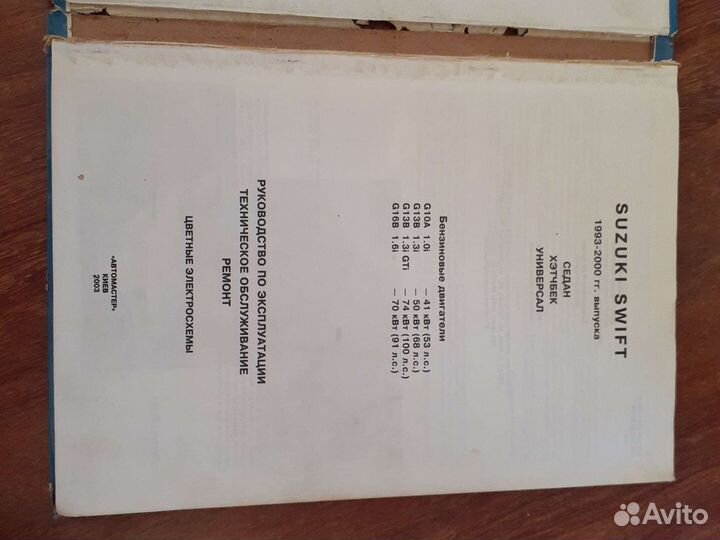 SUZUKI SWIFT
1993-2000 гг. выпуска
СЕДАН
ХЭТЧБЕК
УНИВЕРСАЛ
Бензиновые двигатели
G10A 1.0i – 41 кВт (53 л.с.)
G13B 1.3i – 50 кВт (68 л.с.)
G13B 1.3i GTi – 74 кВт (100 л.с.)
G16B 1.6i – 70 кВт (91 л.с.)
РУКОВОДСТВО ПО ЭКСПЛУАТАЦИИ
ТЕХНИЧЕСКОЕ ОБСЛУЖИВАНИЕ
РЕМОНТ
ЦВЕТНЫЕ ЭЛЕКТРОСХЕМЫ
«АВТОМАСТЕР»
КИЕВ
2003
Avito